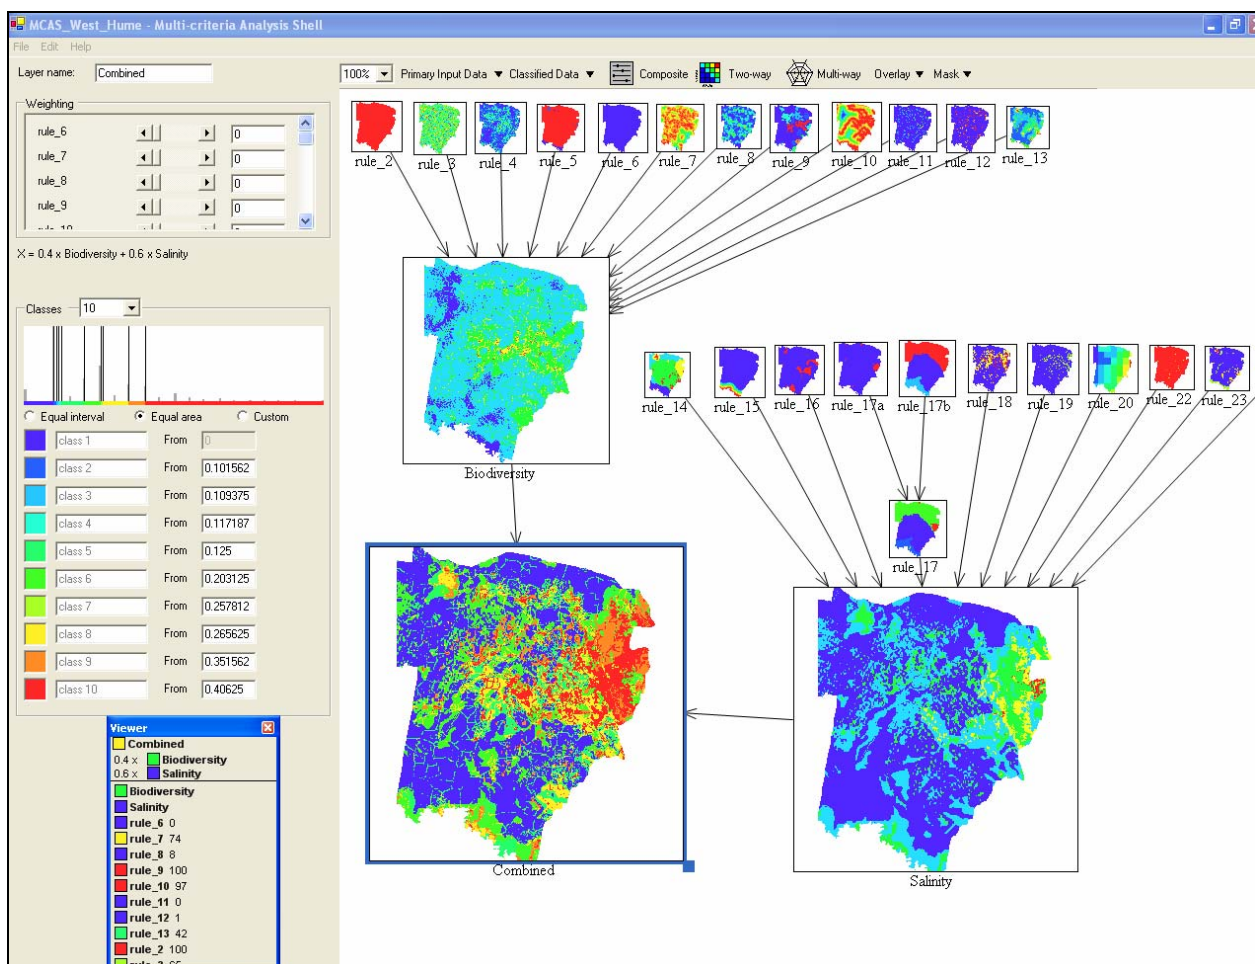 MCAS_West_Hume - Multi-criteria Analysis Shell
File Edit Help
Layer name: Combined
100% Primary Input Data Classified Data Composite Two-way Multi-way Overlay Mask
Weighting
rule_6 0
rule_7 0
rule_8 0
rule_9 0
X = 0.4 x Biodiversity + 0.6 x Salinity
Classes 10
Equal interval Equal area Custom
class 1 From 0
class 2 From 0.101562
class 3 From 0.109375
class 4 From 0.117187
class 5 From 0.125
class 6 From 0.203125
class 7 From 0.257812
class 8 From 0.265625
class 9 From 0.351562
class 10 From 0.40625
Viewer
Combined
0.4 x Biodiversity
0.6 x Salinity
Biodiversity
Salinity
rule_6 0
rule_7 74
rule_8 8
rule_9 100
rule_10 97
rule_11 0
rule_12 1
rule_13 42
rule_2 100
rule_2 rule_3 rule_4 rule_5 rule_6 rule_7 rule_8 rule_9 rule_10 rule_11 rule_12 rule_13
Biodiversity
rule_14 rule_15 rule_16 rule_17a rule_17b rule_18 rule_19 rule_20 rule_22 rule_23
rule_17
Combined
Salinity